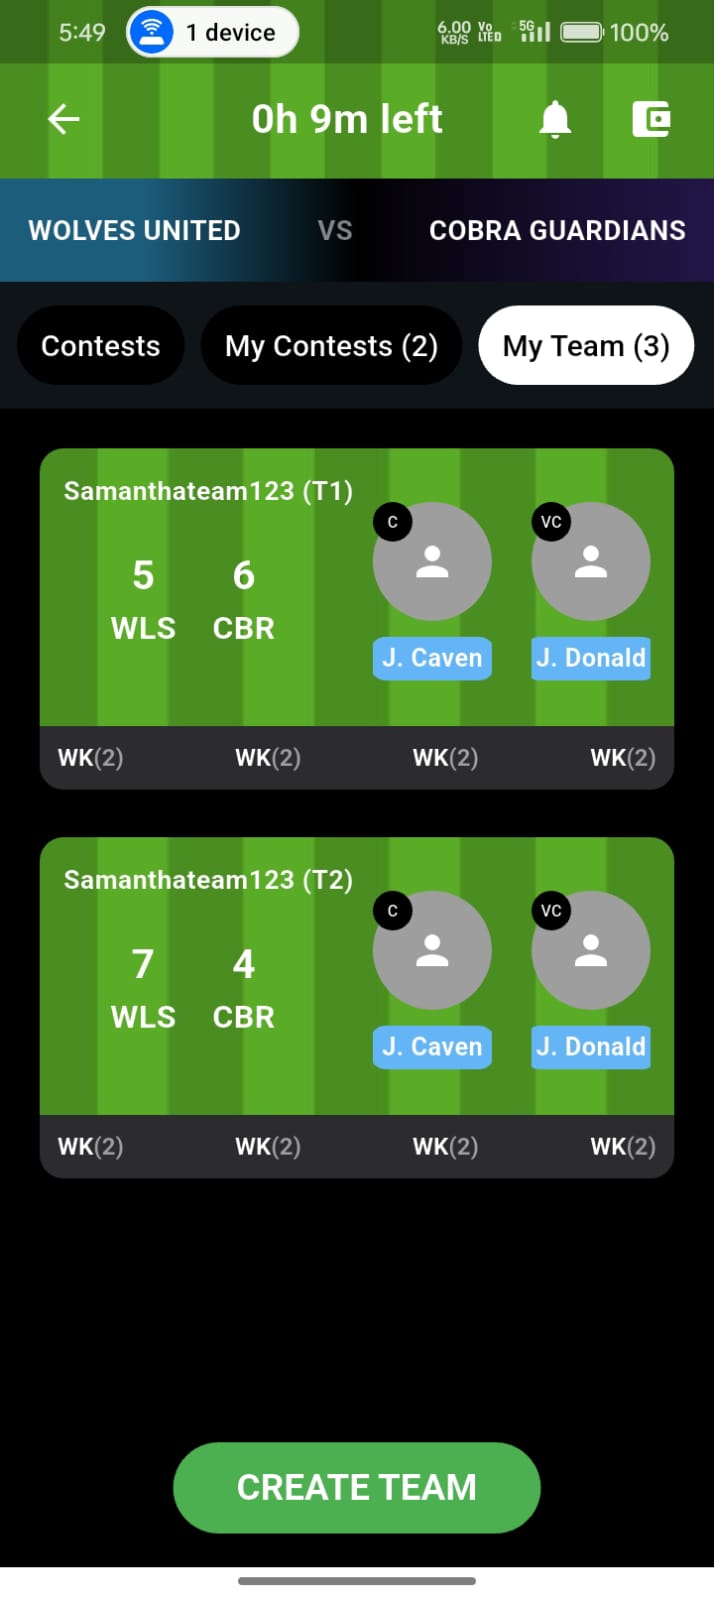 5:49 1 device 6.00 KB/S Vo LTED 5G 100%
0h 9m left
WOLVES UNITED VS COBRA GUARDIANS
Contests My Contests (2) My Team (3)
Samanthateam123 (T1)
C VC
5 6
WLS CBR
J. Caven J. Donald
WK(2) WK(2) WK(2) WK(2)
Samanthateam123 (T2)
C VC
7 4
WLS CBR
J. Caven J. Donald
WK(2) WK(2) WK(2) WK(2)
CREATE TEAM